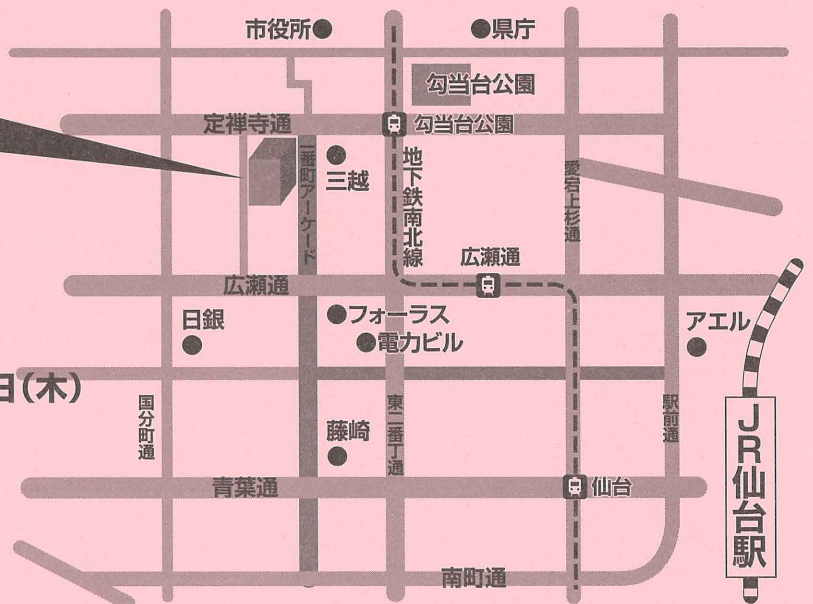 市役所
県庁
勾当台公園
定禅寺通
勾当台公園
一番町アーケード
三越
地下鉄南北線
愛宕上杉通
広瀬通
広瀬通
日銀
フォーラス
アエル
電力ビル
日(木)
国分町通
藤崎
東二番丁通
駅前通
JR仙台駅
青葉通
仙台
南町通